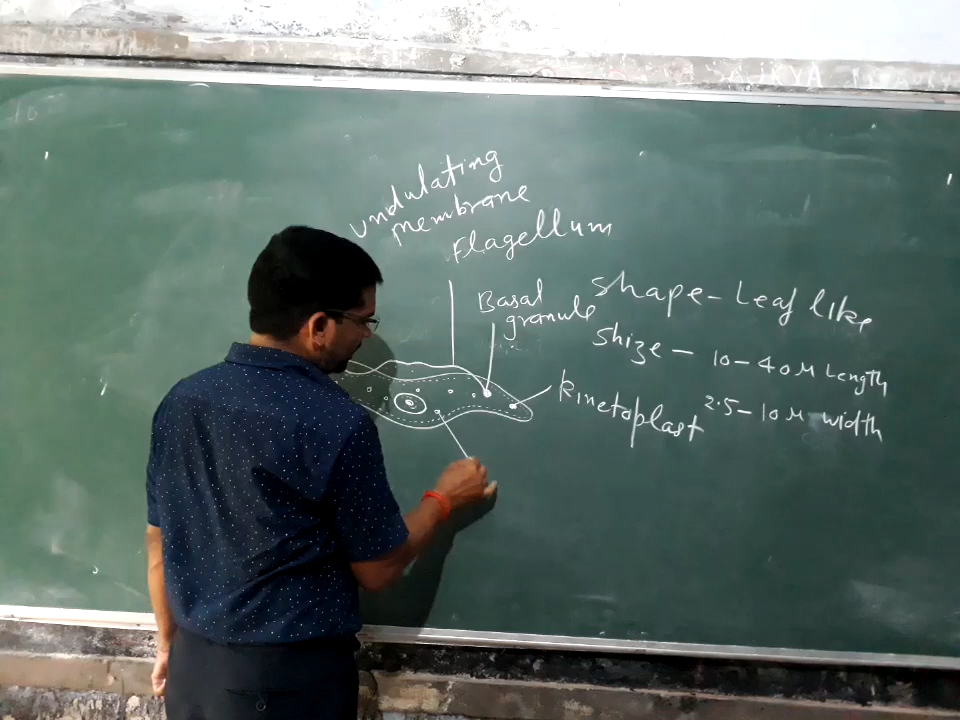 undulating
membrane
Flagellum
Basal
granule
Shape - Leaf like
Shize - 10-40 μ Length
2.5-10 μ width
Kinetoplast